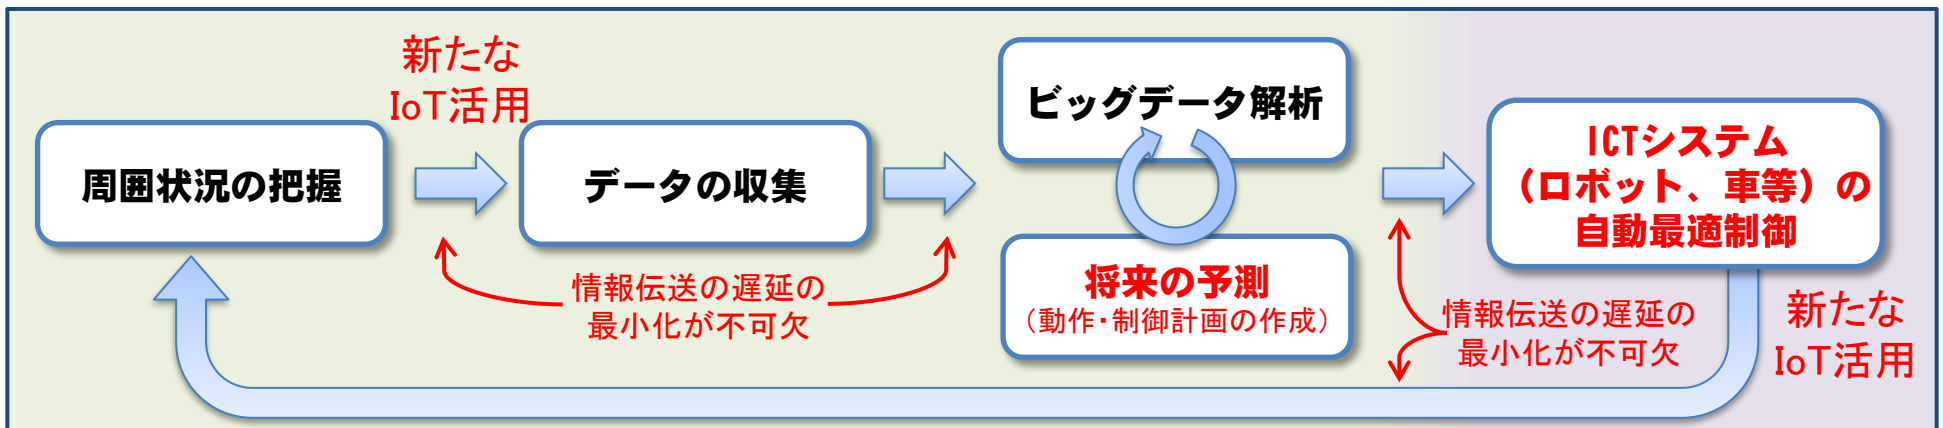 新たな
IoT活用
周囲状況の把握
データの収集
情報伝送の遅延の
最小化が不可欠
ビッグデータ解析
将来の予測
（動作・制御計画の作成）
ICTシステム
（ロボット、車等）の
自動最適制御
情報伝送の遅延の
最小化が不可欠
新たな
IoT活用